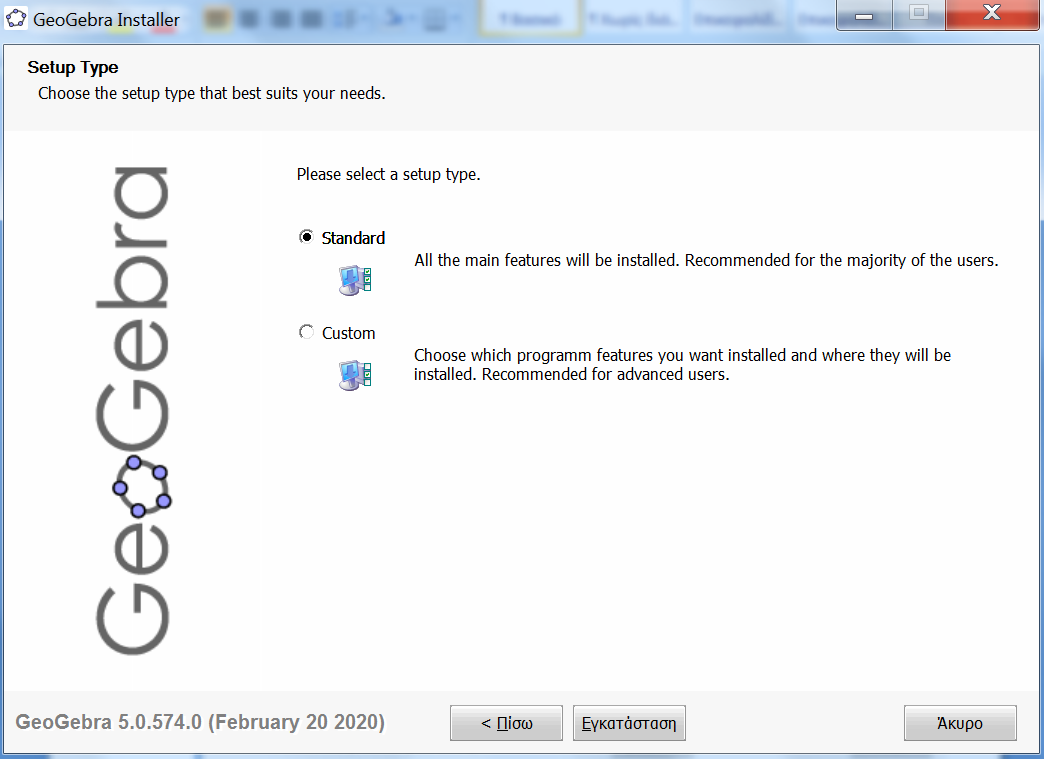 GeoGebra Installer
Setup Type
Choose the setup type that best suits your needs.
GeoGebra
Please select a setup type.
Standard
All the main features will be installed. Recommended for the majority of the users.
Custom
Choose which programm features you want installed and where they will be
installed. Recommended for advanced users.
GeoGebra 5.0.574.0 (February 20 2020)
< Πίσω
Εγκατάσταση
Άκυρο